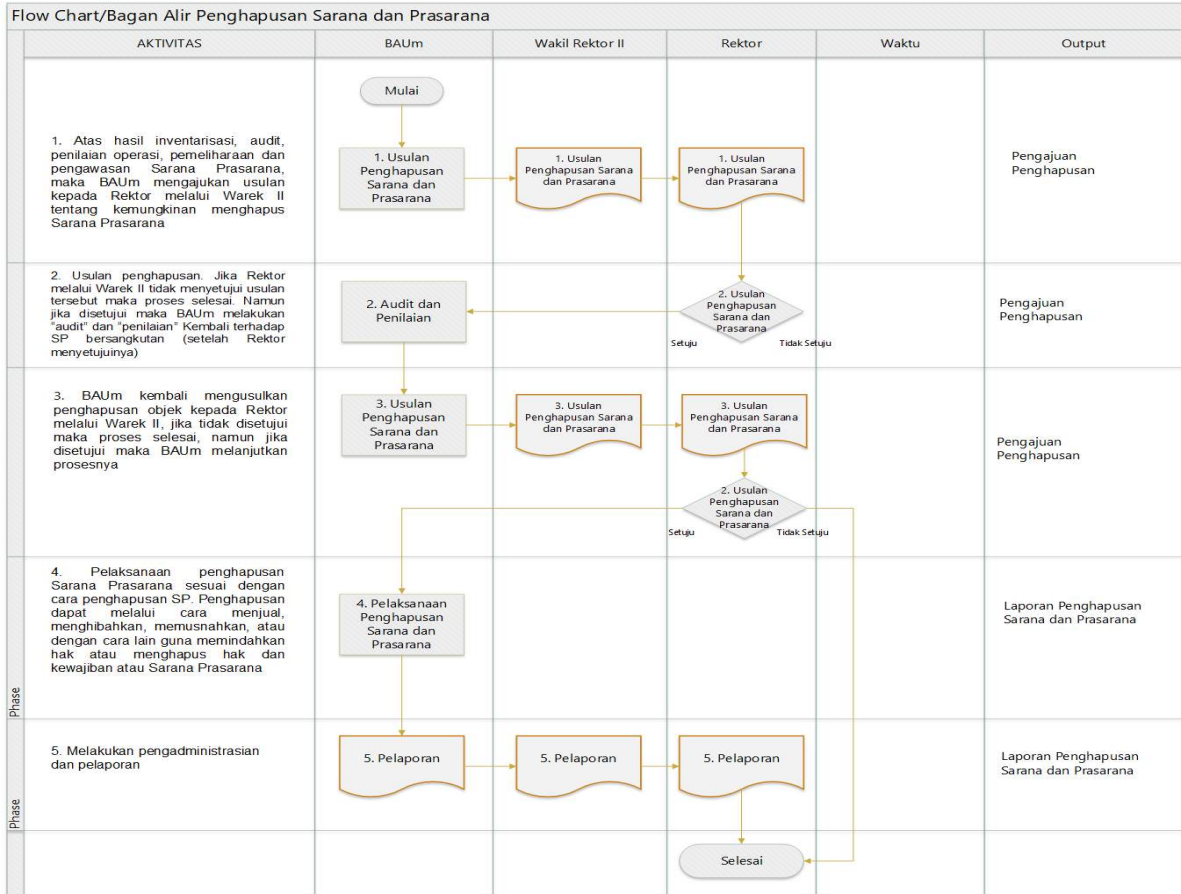 Flow Chart/Bagan Alir Penghapusan Sarana dan Prasarana
AKTIVITAS
BAUm
Wakil Rektor II
Rektor
Waktu
Output
Mulai
1. Atas hasil inventarisasi, audit,
penilaian operasi, pemeliharaan dan
pengawasan Sarana Prasarana,
maka BAUm mengajukan usulan
kepada Rektor melalui Warek II
tentang kemungkinan menghapus
Sarana Prasarana
1. Usulan
Penghapusan
Sarana dan
Prasarana
1. Usulan
Penghapusan Sarana
dan Prasarana
1. Usulan
Penghapusan Sarana
dan Prasarana
Pengajuan
Penghapusan
2. Usulan penghapusan. Jika Rektor
melalui Warek II tidak menyetujui usulan
tersebut maka proses selesai. Namun
jika disetujui maka BAUm melakukan
"audit" dan "penilaian" Kembali terhadap
SP bersangkutan (setelah Rektor
menyetujuinya)
2. Audit dan
Penilaian
2. Usulan
Penghapusan
Sarana dan
Prasarana
Setuju
Tidak Setuju
Pengajuan
Penghapusan
3. BAUm kembali mengusulkan
penghapusan objek kepada Rektor
melalui Warek II, jika tidak disetujui
maka proses selesai, namun jika
disetujui maka BAUm melanjutkan
prosesnya
3. Usulan
Penghapusan
Sarana dan
Prasarana
3. Usulan
Penghapusan Sarana
dan Prasarana
3. Usulan
Penghapusan Sarana
dan Prasarana
2. Usulan
Penghapusan
Sarana dan
Prasarana
Setuju
Tidak Setuju
Pengajuan
Penghapusan
4. Pelaksanaan penghapusan
Sarana Prasarana sesuai dengan
cara penghapusan SP. Penghapusan
dapat melalui cara menjual,
menghibahkan, memusnahkan, atau
dengan cara lain guna memindahkan
hak atau menghapus hak dan
kewajiban atau Sarana Prasarana
4. Pelaksanaan
Penghapusan
Sarana dan
Prasarana
Laporan Penghapusan
Sarana dan Prasarana
Phase
5. Melakukan pengadministrasian
dan pelaporan
5. Pelaporan
5. Pelaporan
5. Pelaporan
Laporan Penghapusan
Sarana dan Prasarana
Phase
Selesai